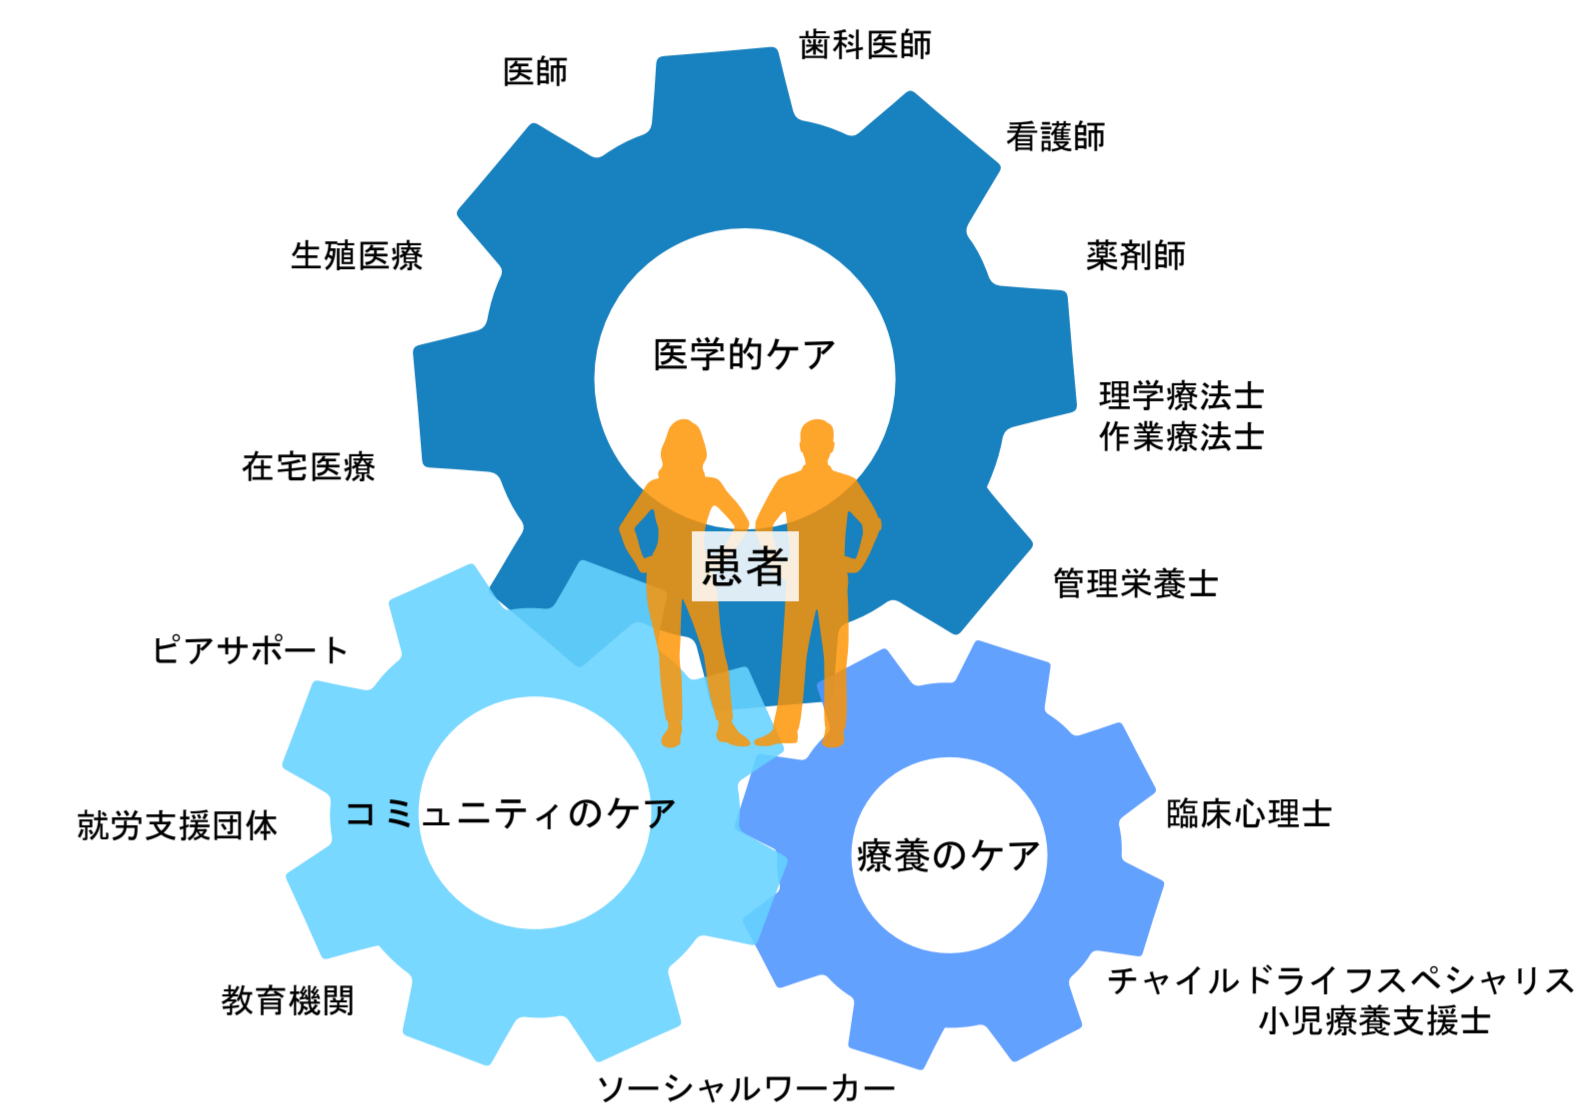 歯科医師
医師
看護師
生殖医療
薬剤師
医学的ケア
理学療法士
作業療法士
在宅医療
患者
管理栄養士
ピアサポート
就労支援団体
コミュニティのケア
臨床心理士
療養のケア
教育機関
チャイルドライフスペシャリス
小児療養支援士
ソーシャルワーカー